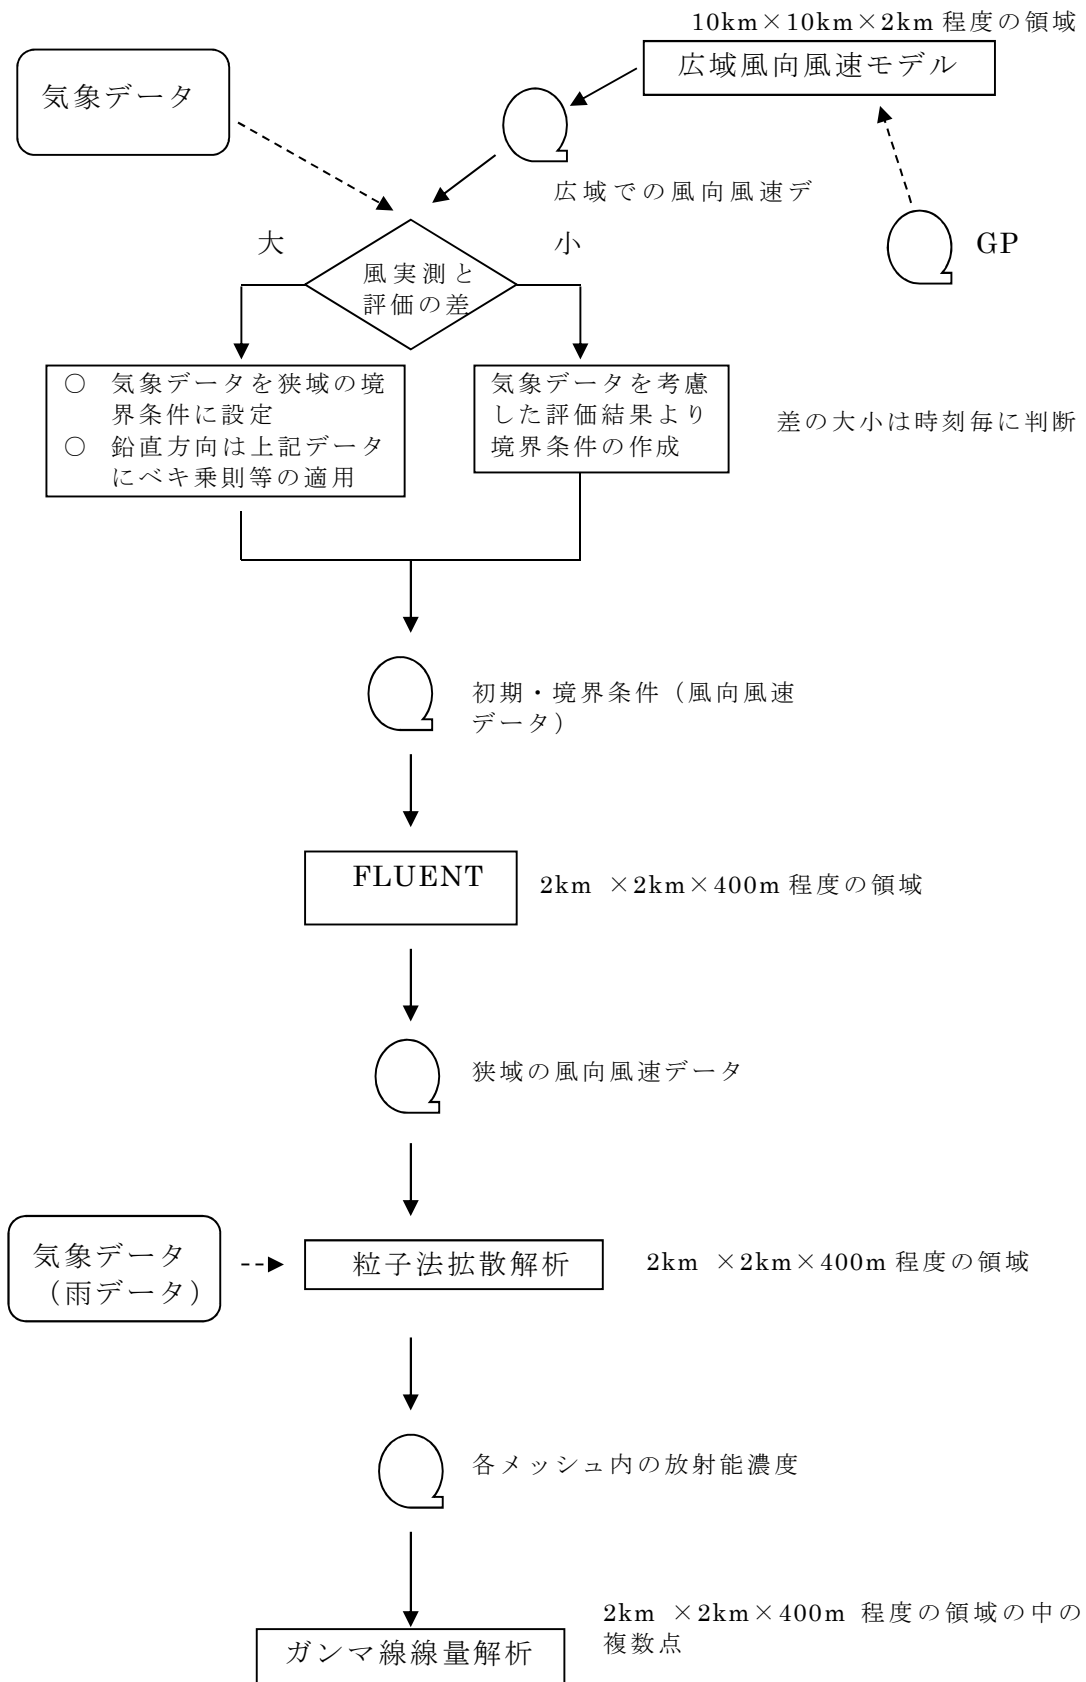 10km×10km×2km 程度の領域
広域風向風速モデル
気象データ
広域での風向風速デ
GP
大
小
風実測と
評価の差
○ 気象データを狭域の境
界条件に設定
○ 鉛直方向は上記データ
にベキ乗則等の適用
気象データを考慮
した評価結果より
境界条件の作成
差の大小は時刻毎に判断
初期・境界条件（風向風速
データ）
FLUENT
2km ×2km×400m 程度の領域
狭域の風向風速データ
気象データ
（雨データ）
粒子法拡散解析
2km ×2km×400m 程度の領域
各メッシュ内の放射能濃度
2km ×2km×400m 程度の領域の中の
複数点
ガンマ線線量解析